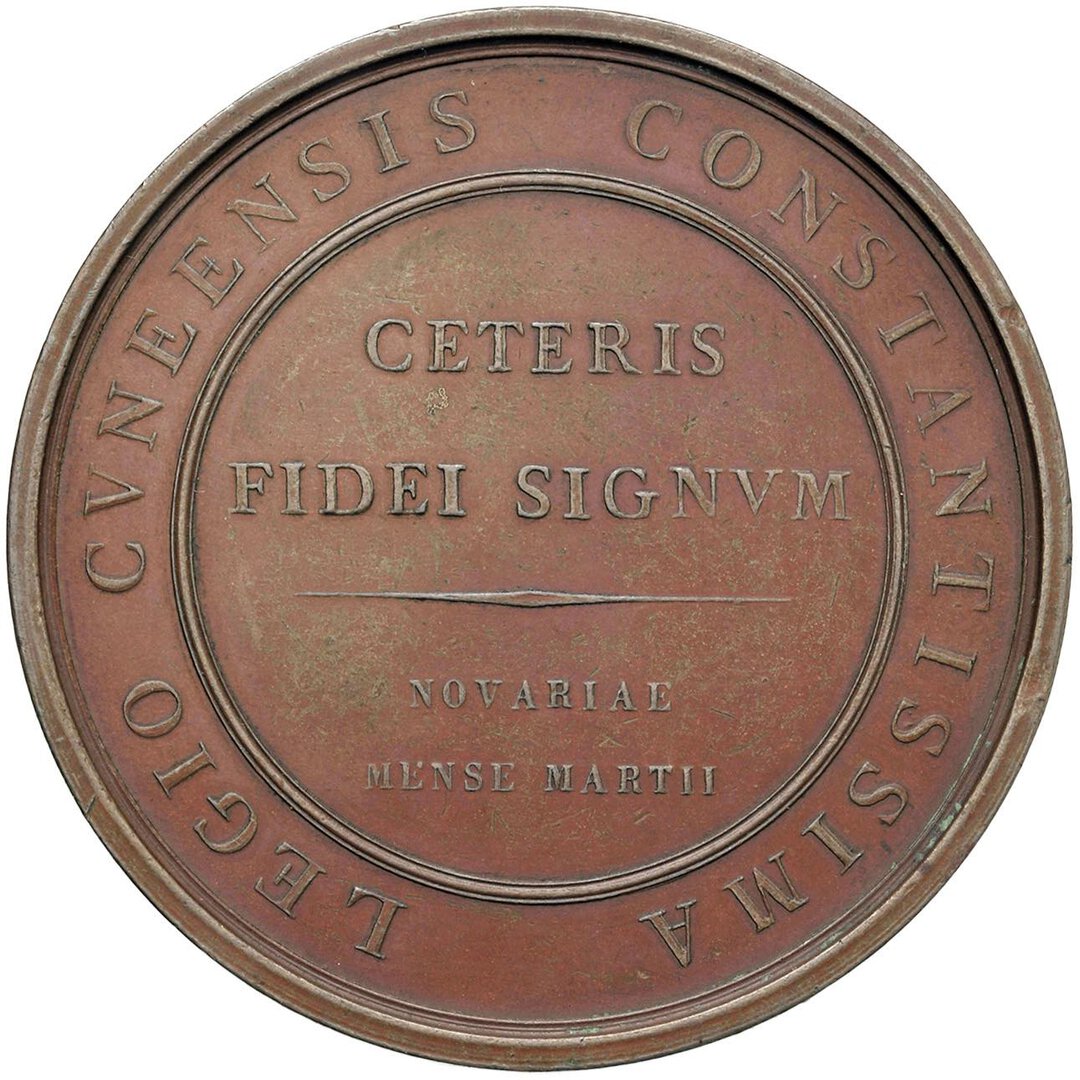 LEGIO CVNEENSIS CONSTANTISSIMA
CETERIS
FIDEI SIGNVM
NOVARIAE
MENSE MARTII